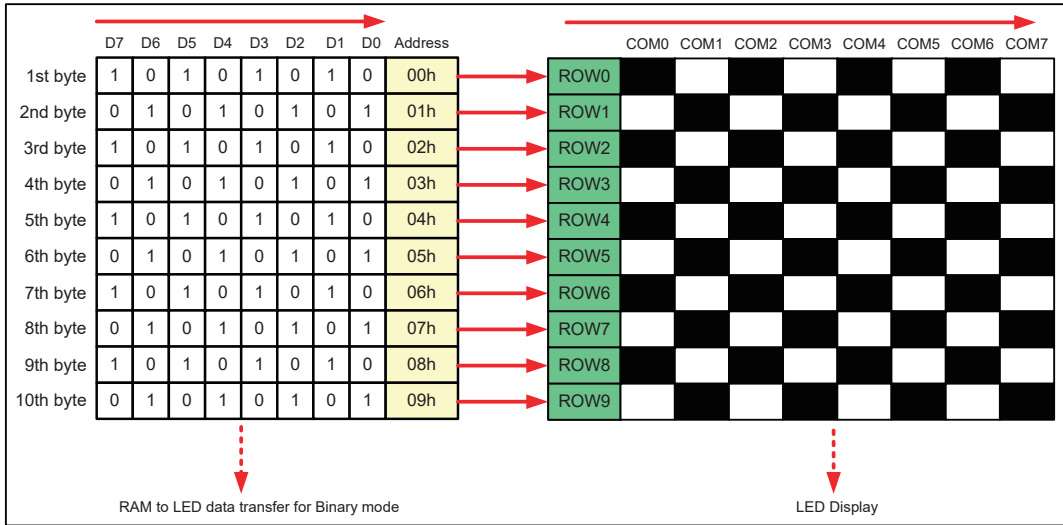 D7 D6 D5 D4 D3 D2 D1 D0 Address COM0 COM1 COM2 COM3 COM4 COM5 COM6 COM7
1st byte 1 0 1 0 1 0 1 0 00h ROW0
2nd byte 0 1 0 1 0 1 0 1 01h ROW1
3rd byte 1 0 1 0 1 0 1 0 02h ROW2
4th byte 0 1 0 1 0 1 0 1 03h ROW3
5th byte 1 0 1 0 1 0 1 0 04h ROW4
6th byte 0 1 0 1 0 1 0 1 05h ROW5
7th byte 1 0 1 0 1 0 1 0 06h ROW6
8th byte 0 1 0 1 0 1 0 1 07h ROW7
9th byte 1 0 1 0 1 0 1 0 08h ROW8
10th byte 0 1 0 1 0 1 0 1 09h ROW9
RAM to LED data transfer for Binary mode LED Display